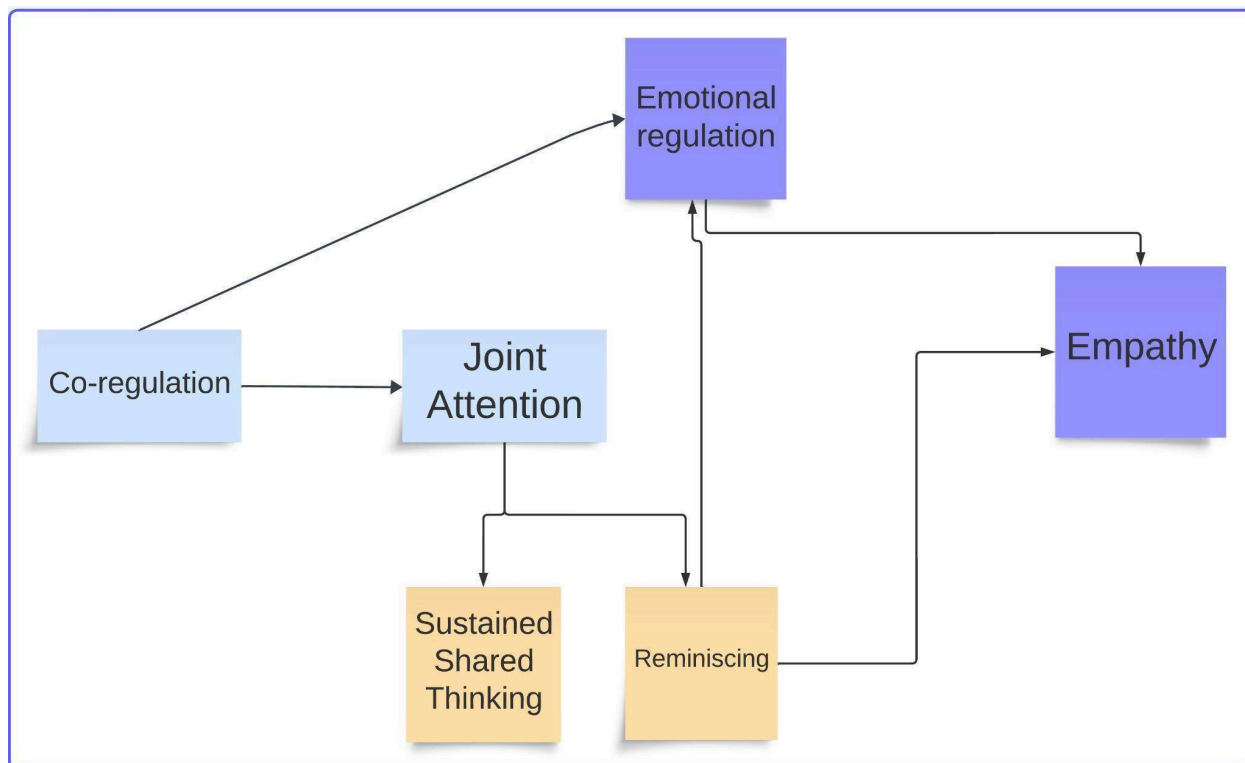 Emotional
regulation
Co-regulation
Joint
Attention
Empathy
Sustained
Shared
Thinking
Reminiscing